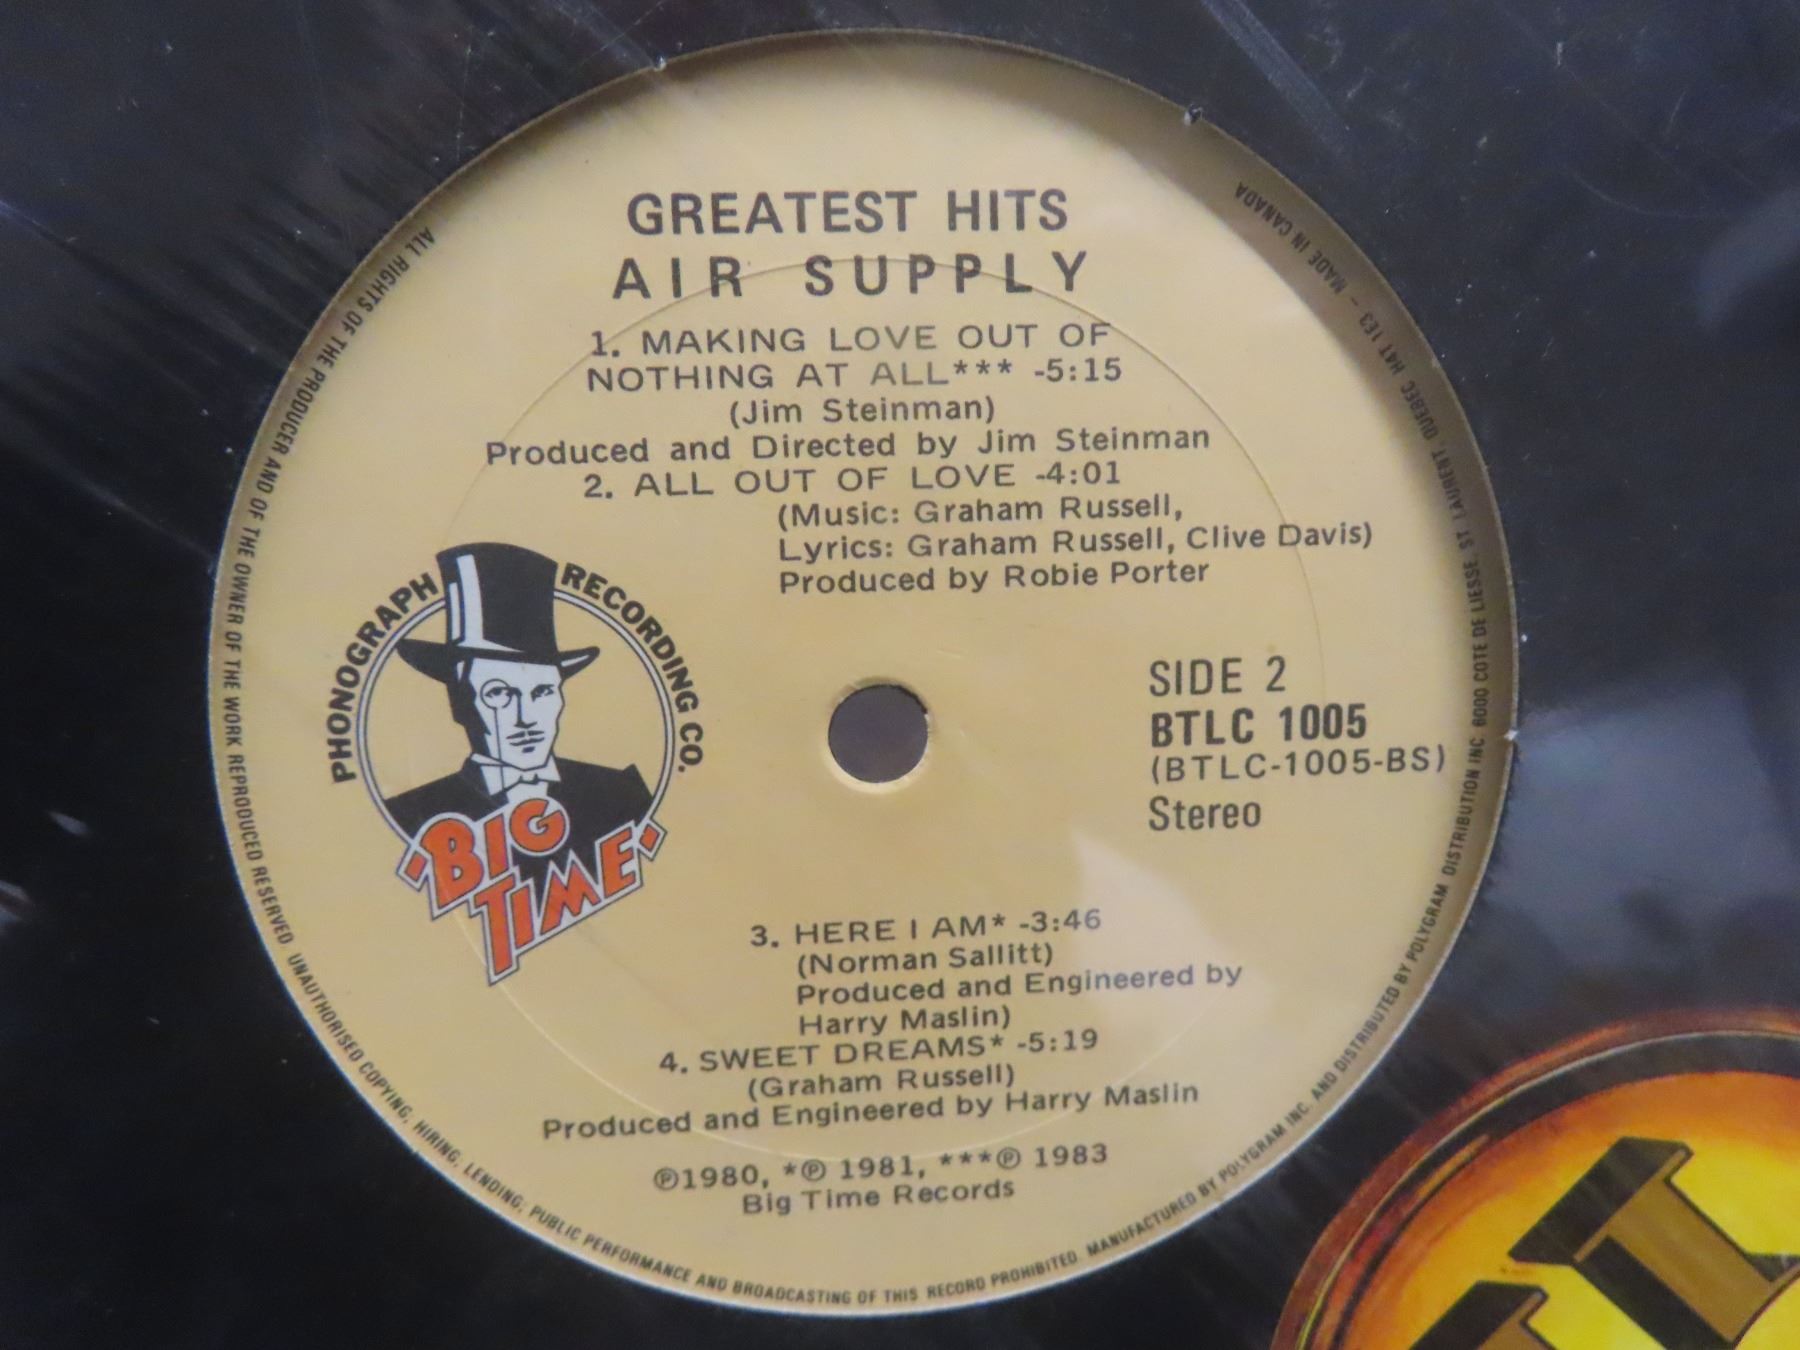 GREATEST HITS
AIR SUPPLY
1. MAKING LOVE OUT OF
NOTHING AT ALL*** -5:15
(Jim Steinman)
Produced and Directed by Jim Steinman
2. ALL OUT OF LOVE -4:01
(Music: Graham Russell,
Lyrics: Graham Russell, Clive Davis)
Produced by Robie Porter
PHONOGRAPH RECORDING CO.
'BIG
TIME'
SIDE 2
BTLC 1005
(BTLC-1005-BS)
Stereo
3. HERE I AM* -3:46
(Norman Sallitt)
Produced and Engineered by
Harry Maslin)
4. SWEET DREAMS* -5:19
(Graham Russell)
Produced and Engineered by Harry Maslin
℗1980, *℗ 1981, ***℗ 1983
Big Time Records
ALL RIGHTS OF THE PRODUCER AND OF THE OWNER OF THE WORK REPRODUCED RESERVED. UNAUTHORISED COPYING, HIRING, LENDING, PUBLIC PERFORMANCE AND BROADCASTING OF THIS RECORD PROHIBITED. MANUFACTURED BY POLYGRAM INC. AND DISTRIBUTED BY POLYGRAM DISTRIBUTION INC. 6000 COTE DE LIESSE, ST LAURENT, QUEBEC H4T 1E3 – MADE IN CANADA